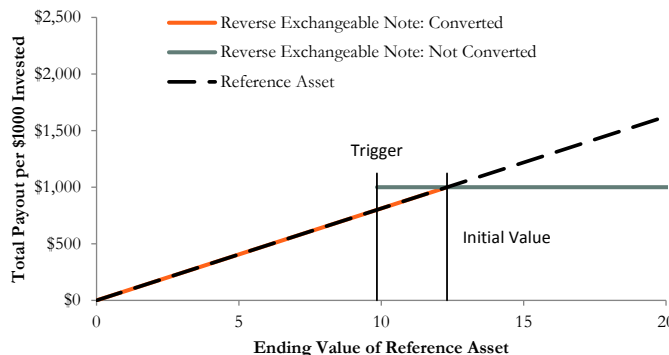 $2,500
$2,000
$1,500
$1,000
$500
$0
Total Payout per $1000 Invested
Reverse Exchangeable Note: Converted
Reverse Exchangeable Note: Not Converted
Reference Asset
Trigger
Initial Value
0 5 10 15 20
Ending Value of Reference Asset